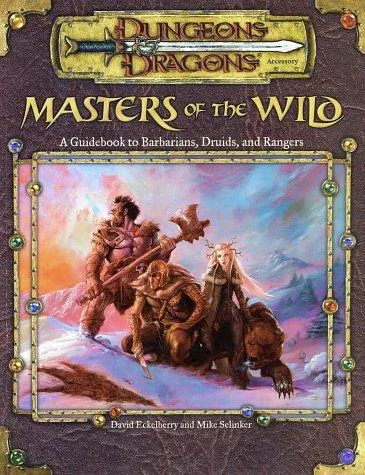 DUNGEONS
&
DRAGONS
Accessory
MASTERS OF THE WILD
A Guidebook to Barbarians, Druids, and Rangers
David Eckelberry and Mike Selinker